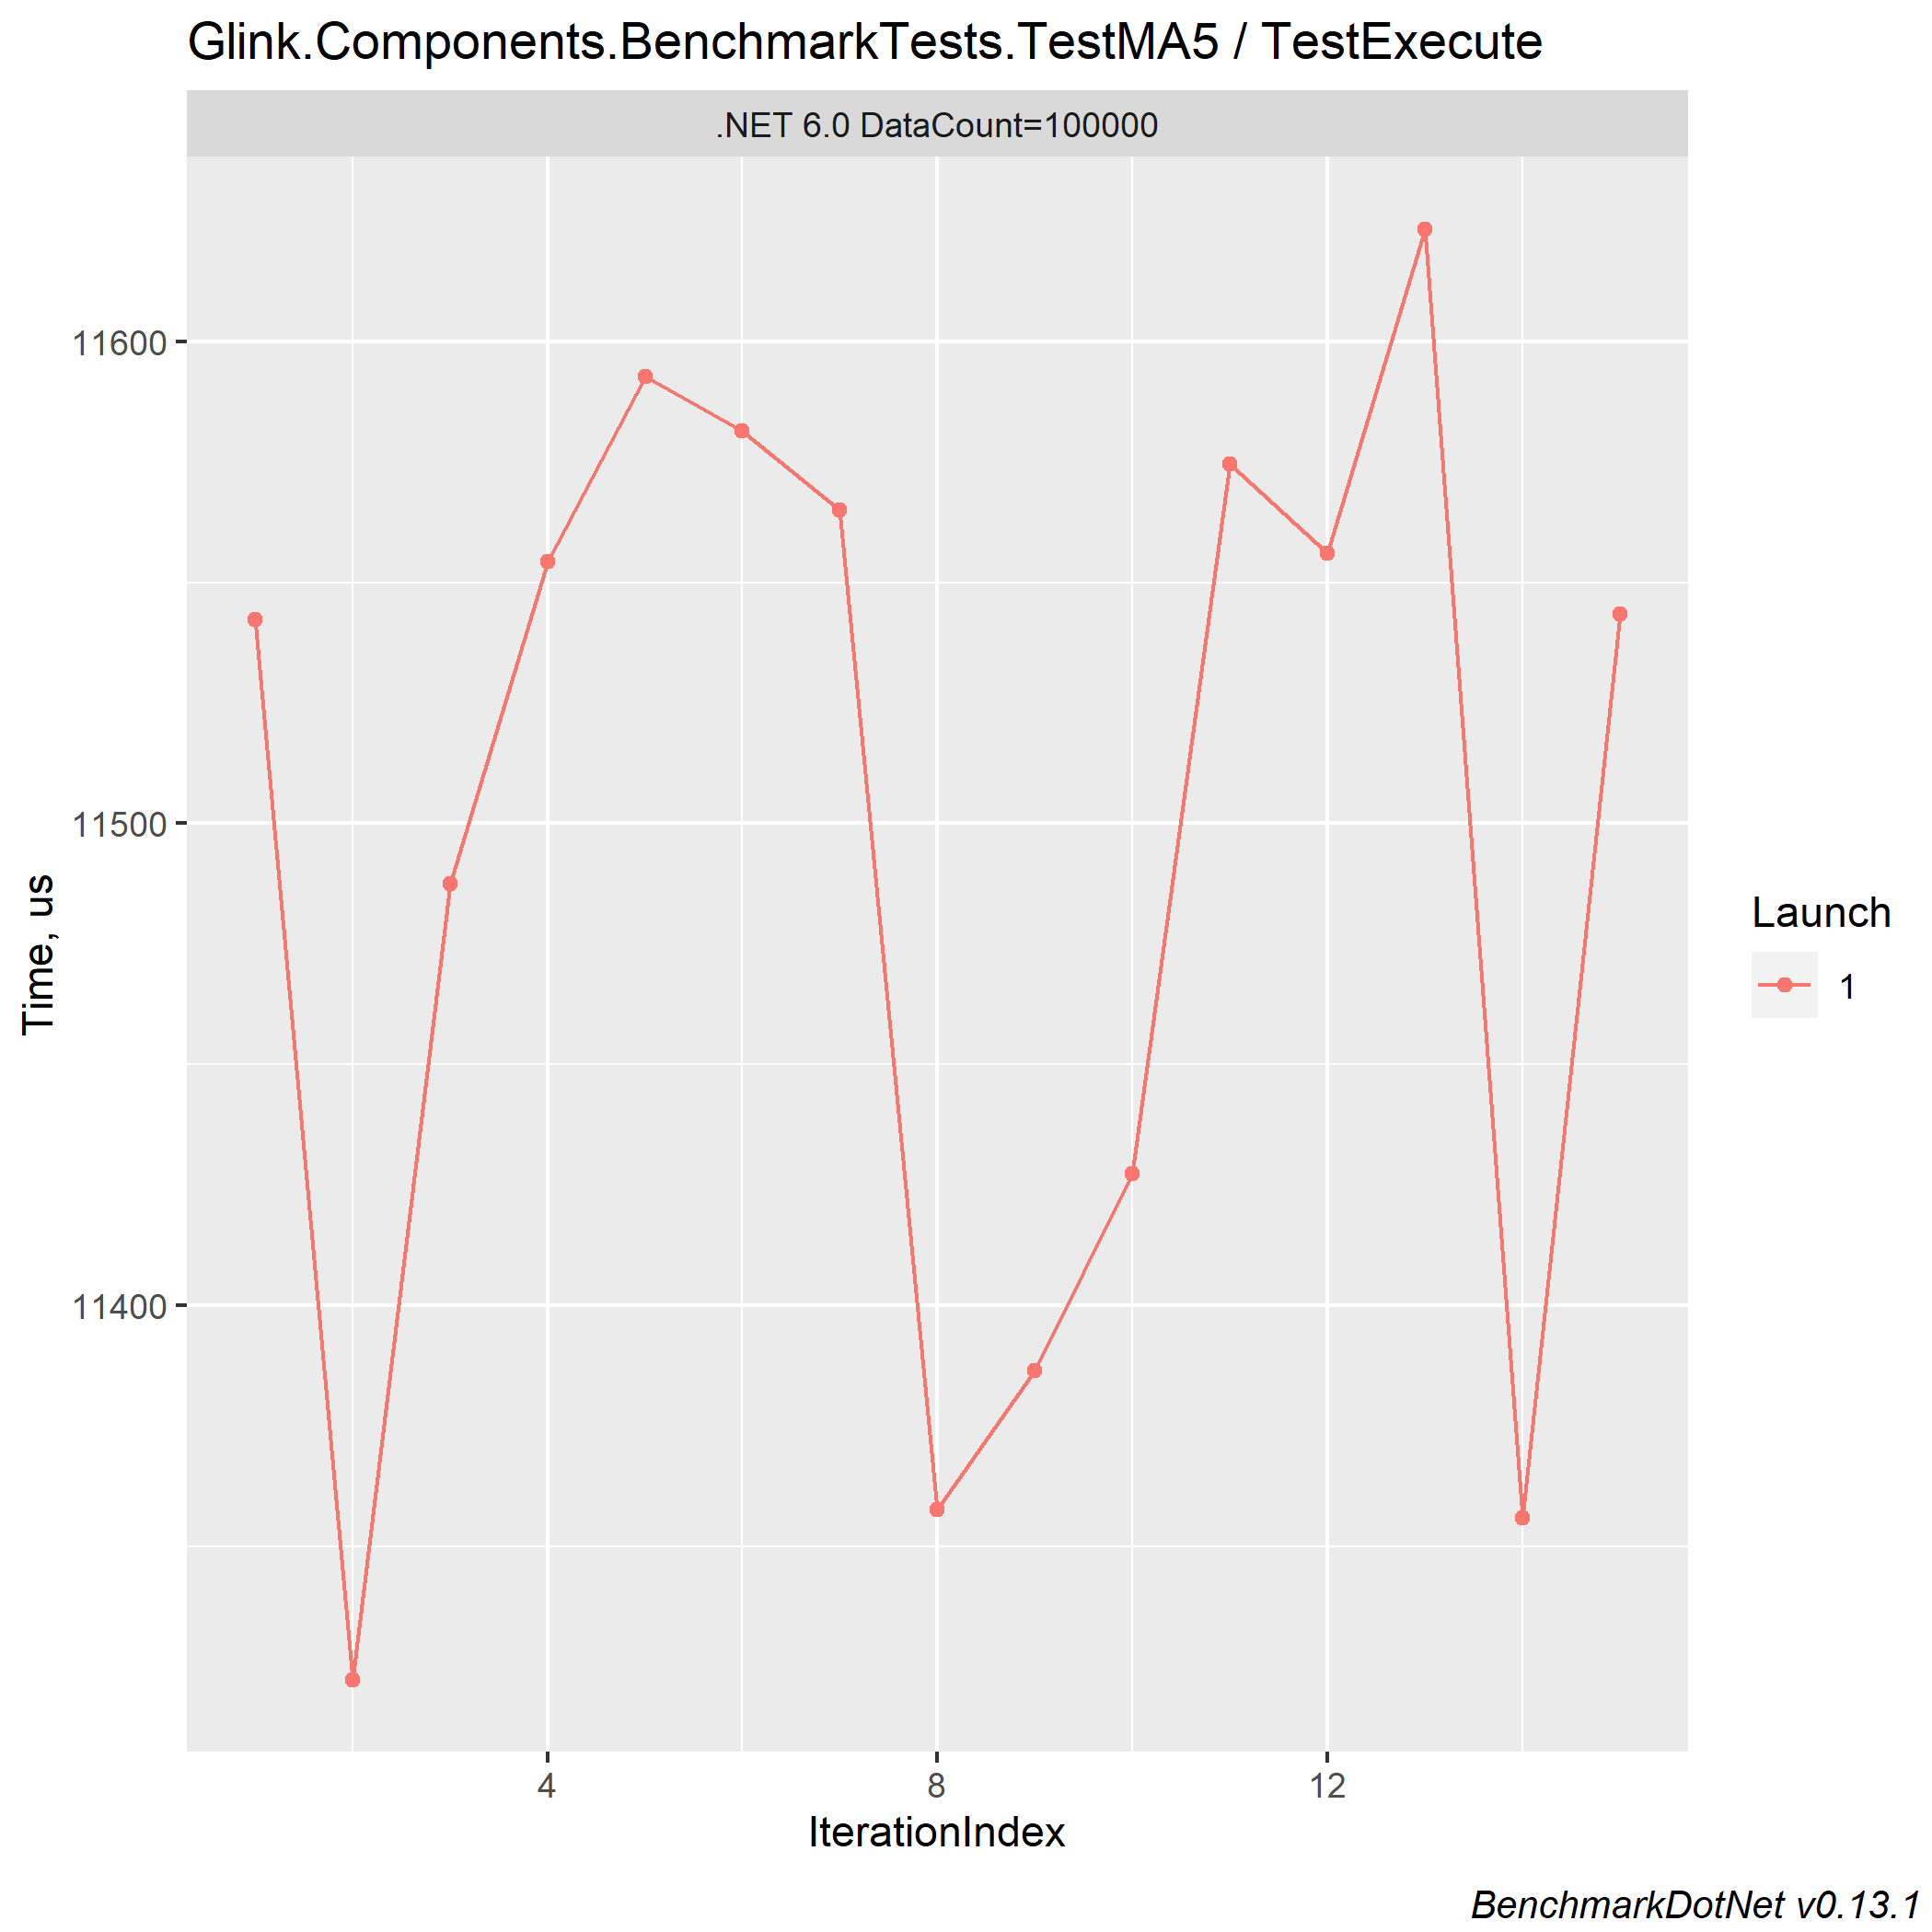 Glink.Components.BenchmarkTests.TestMA5 / TestExecute
.NET 6.0 DataCount=100000
11600
11500
11400
Time, us
4
8
12
IterationIndex
Launch
1
BenchmarkDotNet v0.13.1